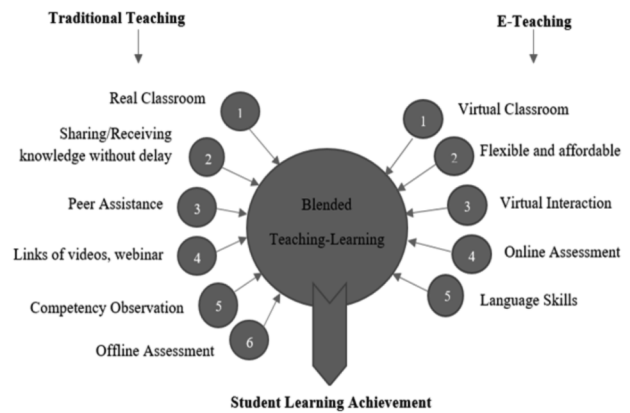 Traditional Teaching
E-Teaching
Real Classroom
1
Sharing/Receiving
knowledge without delay
2
Peer Assistance
3
Links of videos, webinar
4
Competency Observation
5
Offline Assessment
6
Blended
Teaching-Learning
1
Virtual Classroom
2
Flexible and affordable
3
Virtual Interaction
4
Online Assessment
5
Language Skills
Student Learning Achievement